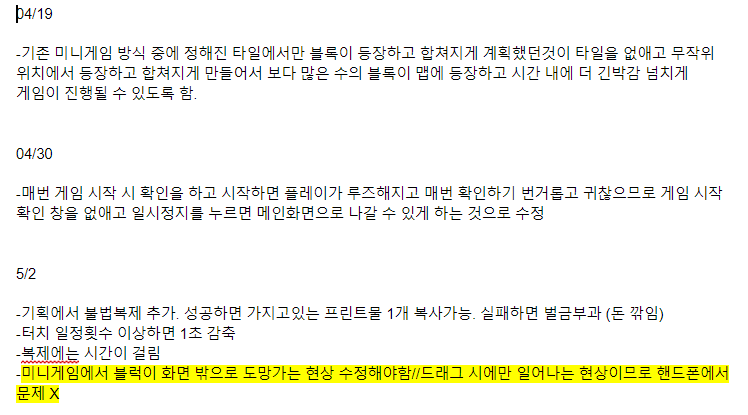 04/19
-기존 미니게임 방식 중에 정해진 타일에서만 블록이 등장하고 합쳐지게 계획했던것이 타일을 없애고 무작위
위치에서 등장하고 합쳐지게 만들어서 보다 많은 수의 블록이 맵에 등장하고 시간 내에 더 긴박감 넘치게
게임이 진행될 수 있도록 함.
04/30
-매번 게임 시작 시 확인을 하고 시작하면 플레이가 루즈해지고 매번 확인하기 번거롭고 귀찮으므로 게임 시작
확인 창을 없애고 일시정지를 누르면 메인화면으로 나갈 수 있게 하는 것으로 수정
5/2
-기획에서 불법복제 추가. 성공하면 가지고있는 프린트물 1개 복사가능. 실패하면 벌금부과 (돈 깎임)
-터치 일정횟수 이상하면 1초 감축
-복제에는 시간이 걸림
-미니게임에서 블럭이 화면 밖으로 도망가는 현상 수정해야함//드래그 시에만 일어나는 현상이므로 핸드폰에서
문제 X